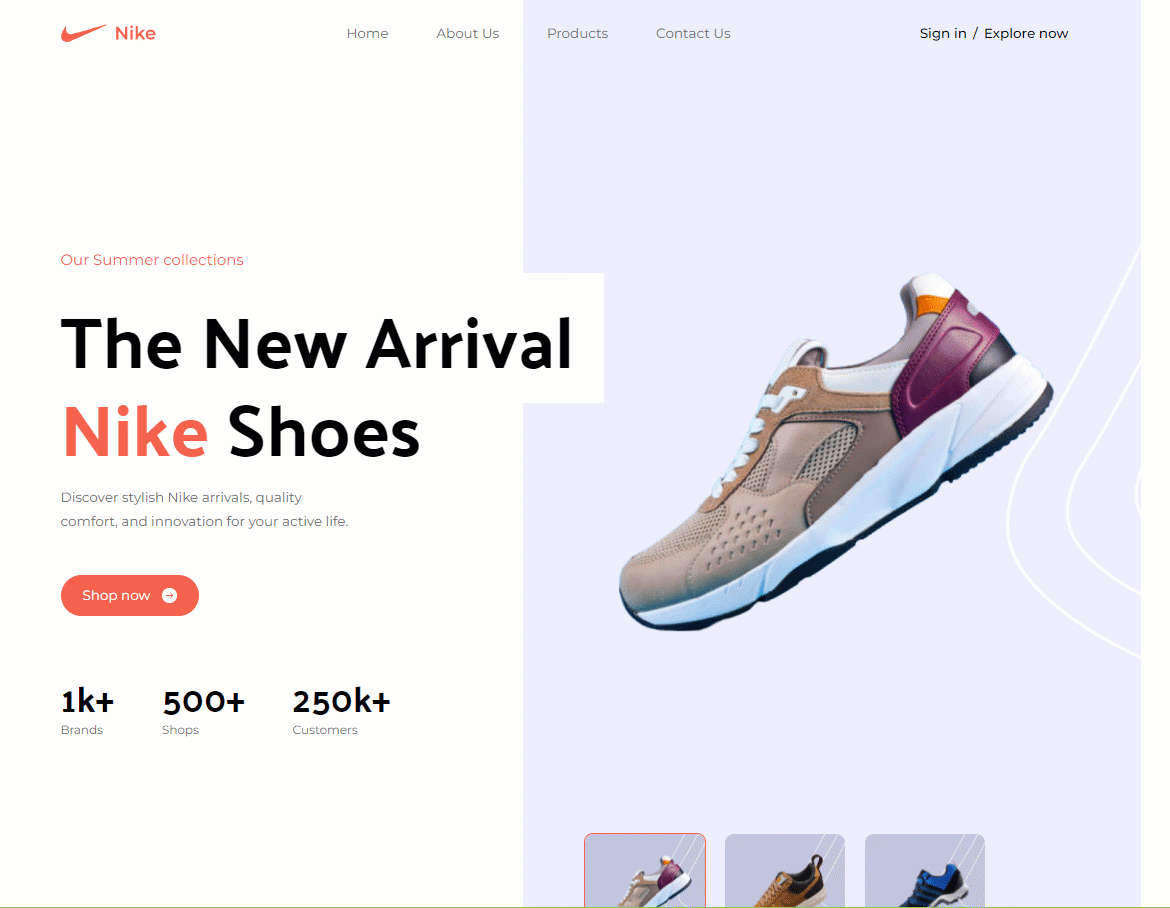 Nike
Home
About Us
Products
Contact Us
Sign in / Explore now
Our Summer collections
The New Arrival
Nike Shoes
Discover stylish Nike arrivals, quality
comfort, and innovation for your active life.
Shop now
1k+
Brands
500+
Shops
250k+
Customers